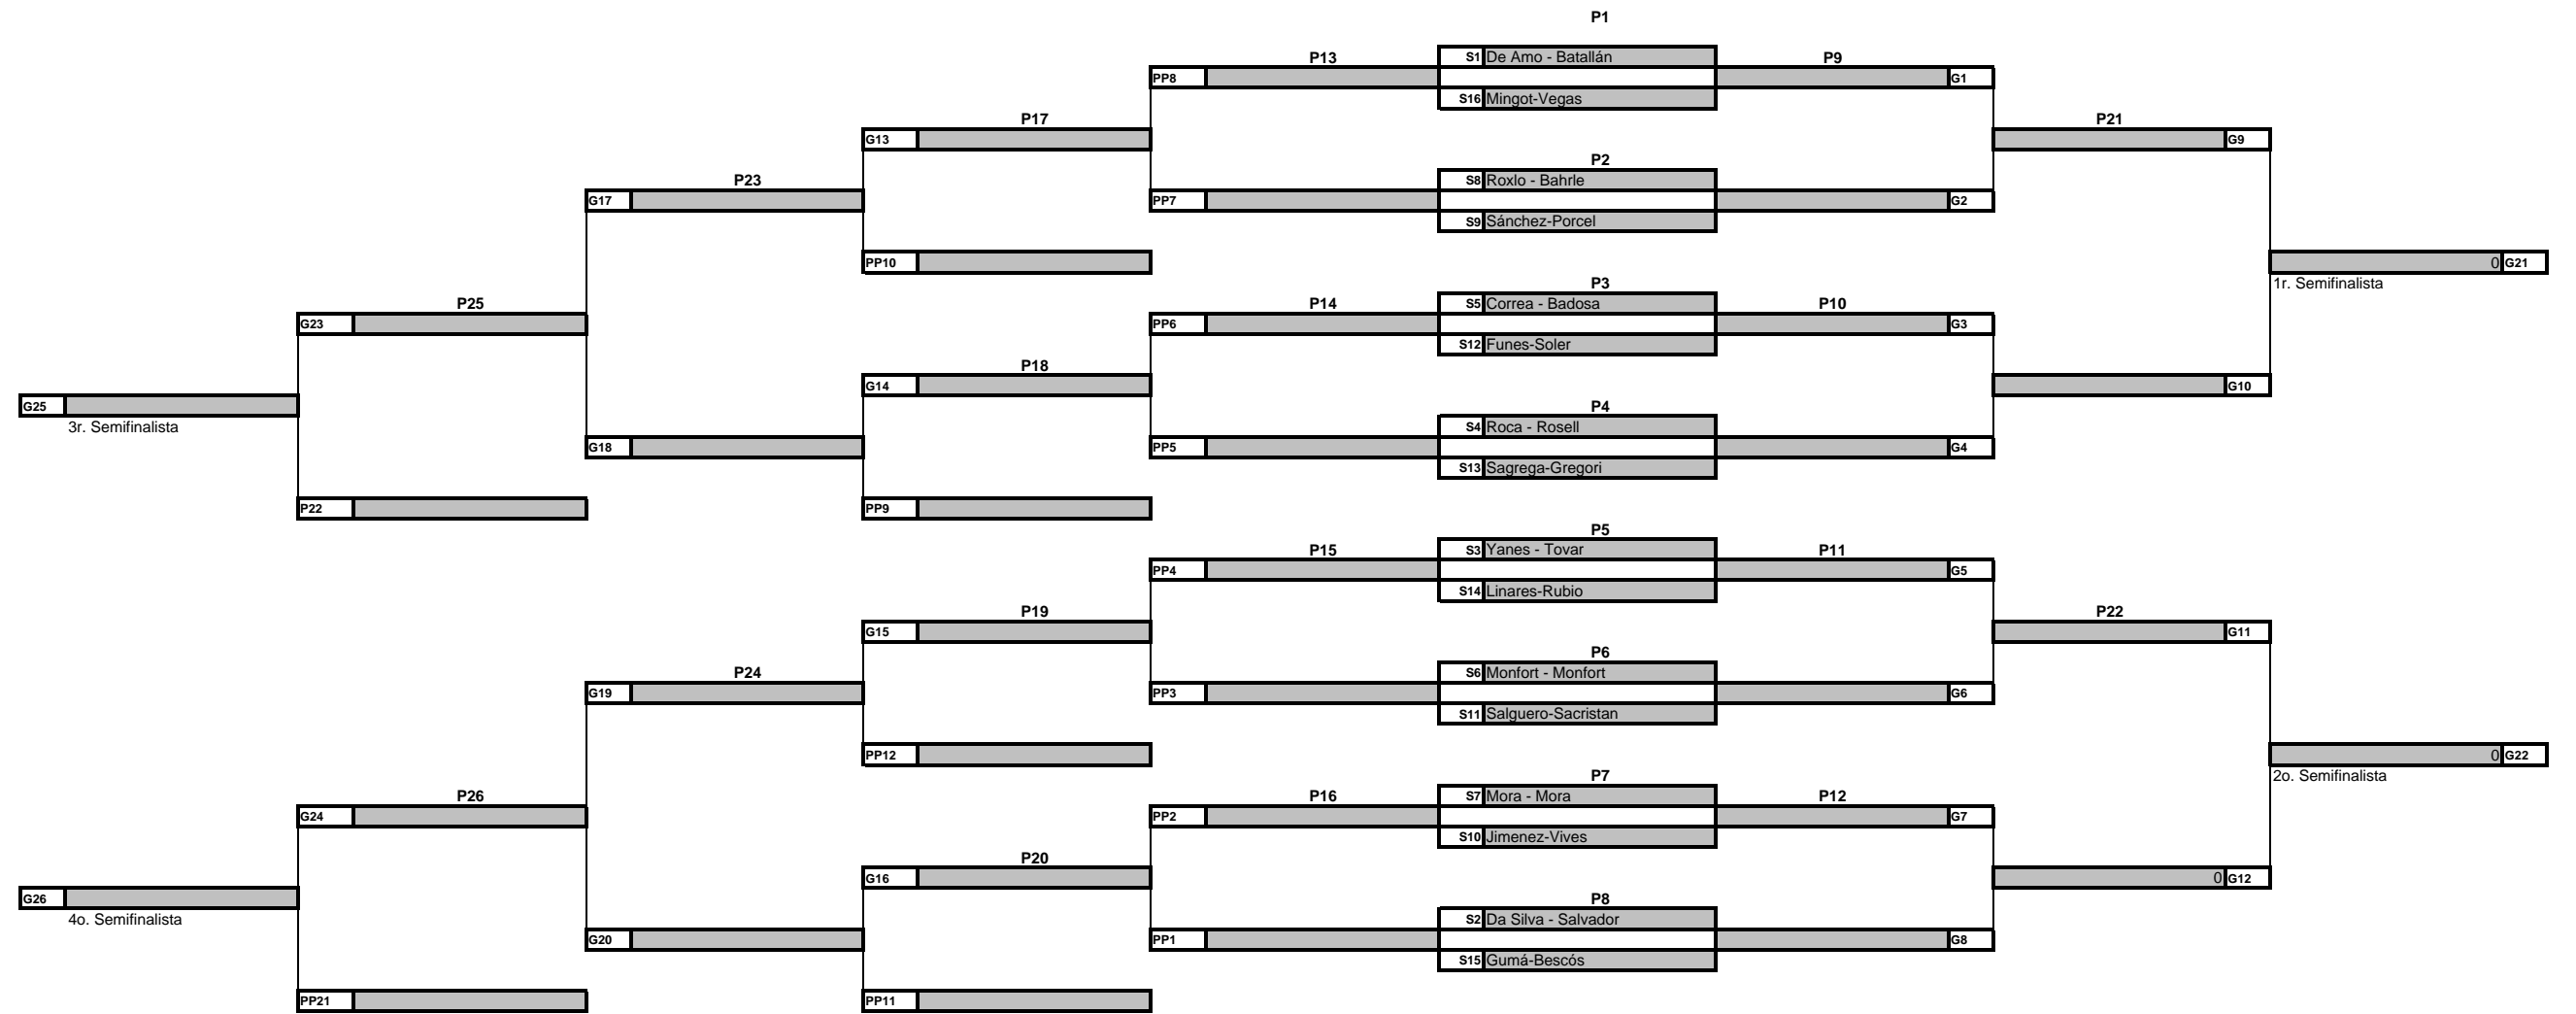 P1
P13 S1 De Amo - Batallán P9
PP8 G1
S16 Mingot-Vegas
P17 P21
G13 G9
P2
P23 S8 Roxlo - Bahrle
G17 PP7 G2
S9 Sánchez-Porcel
PP10 0 G21
P3 1r. Semifinalista
P25 P14 S5 Correa - Badosa P10
G23 PP6 G3
S12 Funes-Soler
P18
G14 G10
G25 P4
3r. Semifinalista S4 Roca - Rosell
G18 PP5 G4
S13 Sagrega-Gregori
P22 PP9
P5
P15 S3 Yanes - Tovar P11
PP4 G5
S14 Linares-Rubio
P19 P22
G15 G11
P6
P24 S6 Monfort - Monfort
G19 PP3 G6
S11 Salguero-Sacristan
PP12 0 G22
P7 2o. Semifinalista
P26 P16 S7 Mora - Mora P12
G24 PP2 G7
S10 Jimenez-Vives
P20
G16 0 G12
G26 P8
4o. Semifinalista S2 Da Silva - Salvador
G20 PP1 G8
S15 Gumá-Bescós
PP21 PP11